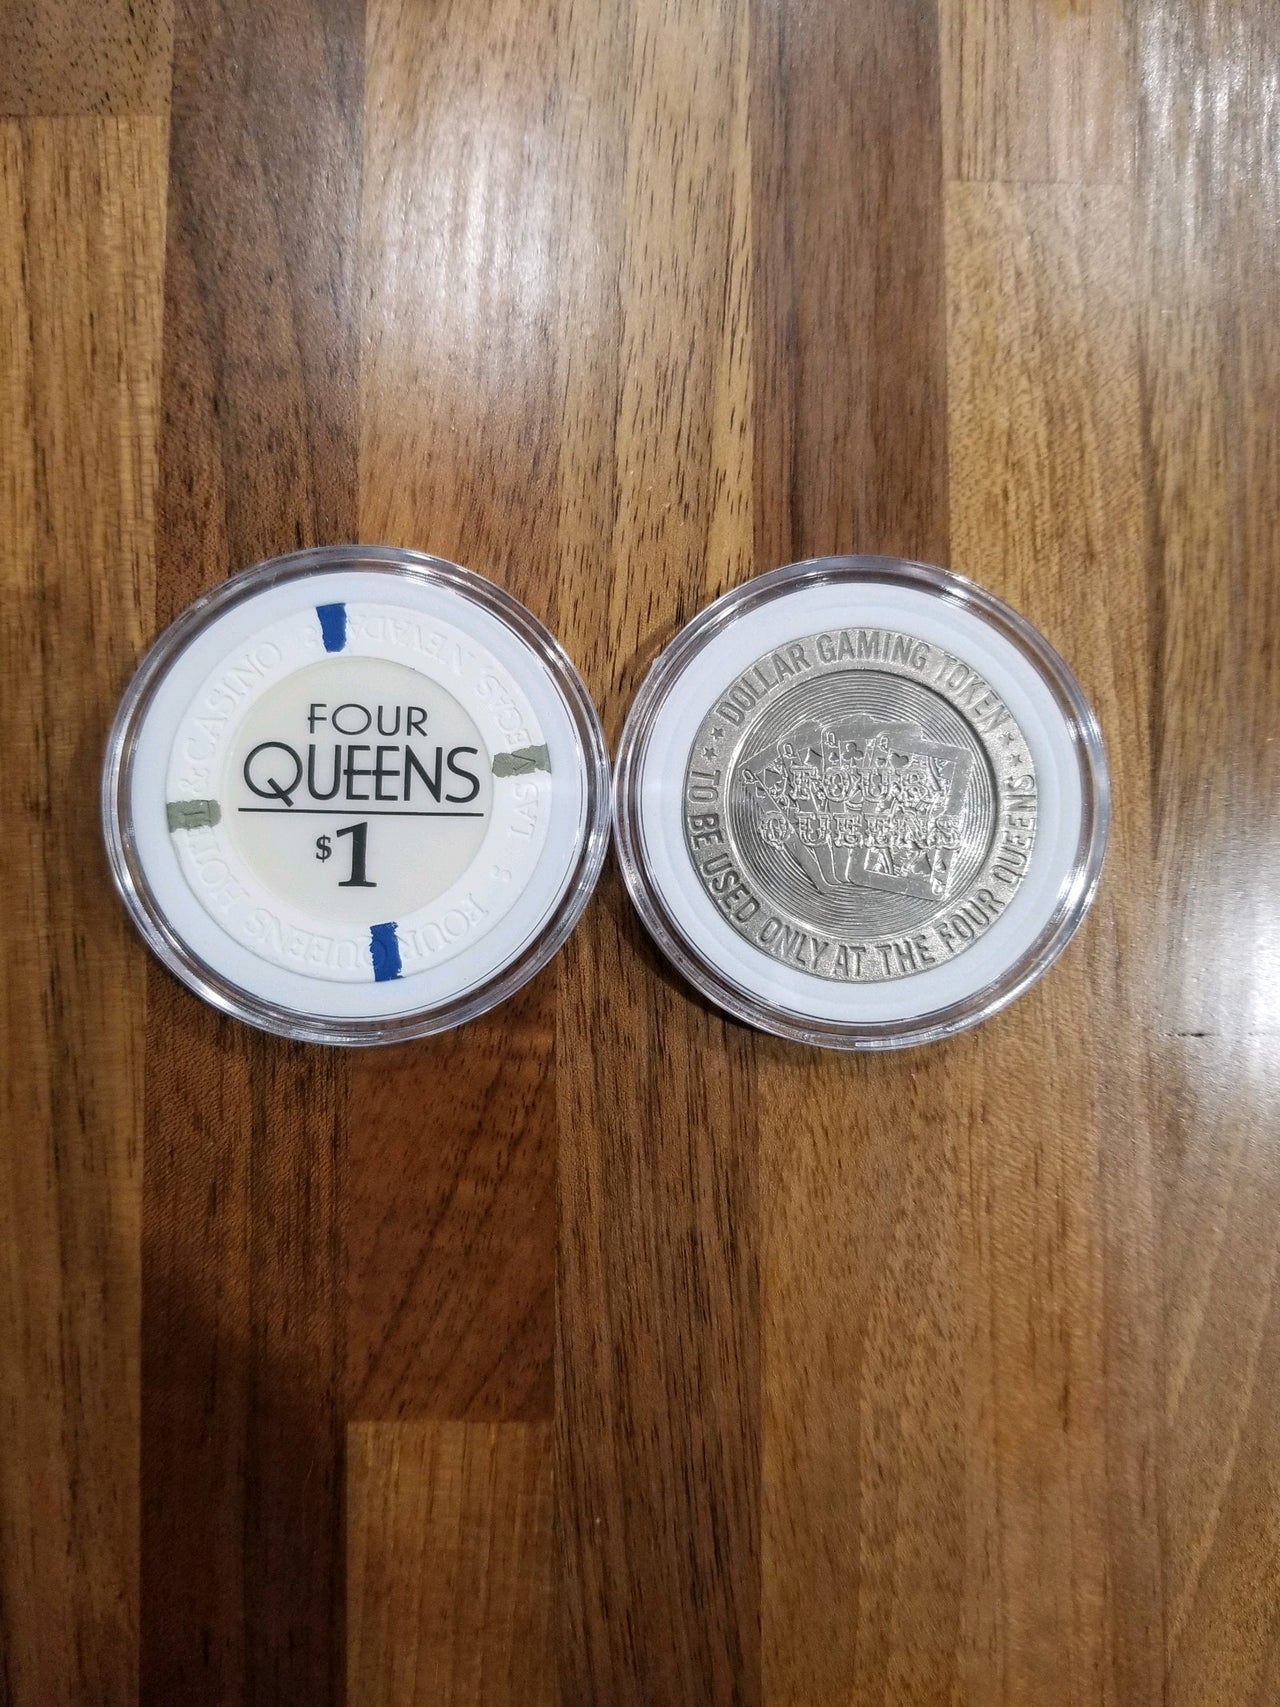 FOUR
QUEENS
$1
FOUR QUEENS HOTEL & CASINO
LAS VEGAS, NEVADA
★ DOLLAR GAMING TOKEN ★
★ TO BE USED ONLY AT THE FOUR QUEENS ★
Q Q Q Q
FOUR
QUEENS